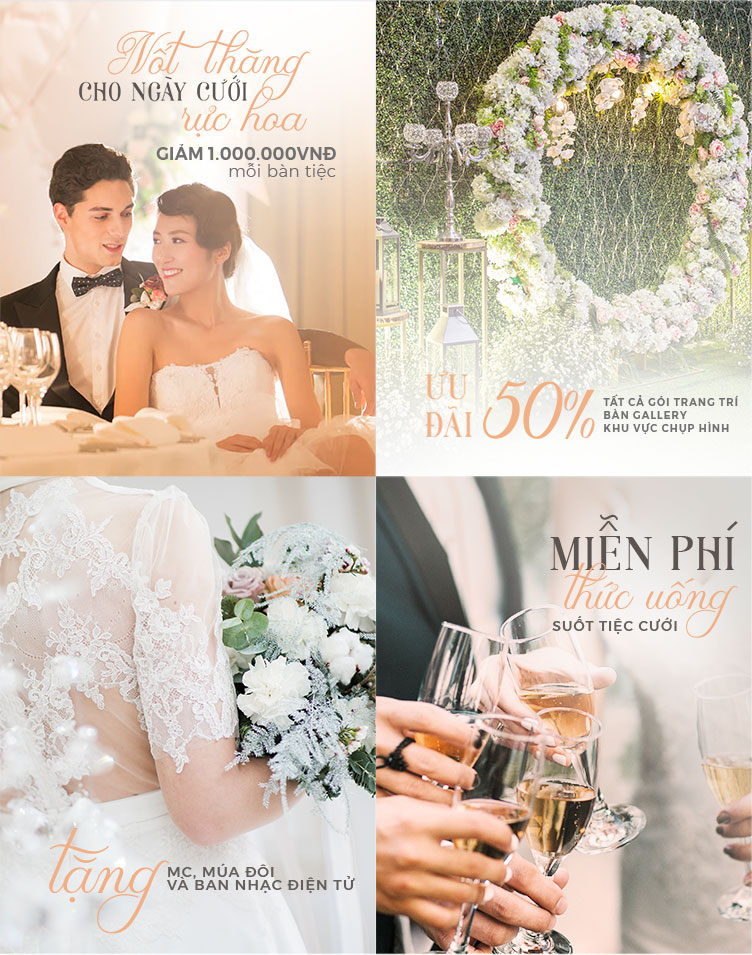 Nốt thăng
CHO NGÀY CƯỚI
rực hoa
GIẢM 1.000.000VNĐ
mỗi bàn tiệc
ƯU
ĐÃI
50%
TẤT CẢ GÓI TRANG TRÍ
BÀN GALLERY
KHU VỰC CHỤP HÌNH
tặng
MC, MÚA ĐÔI
VÀ BAN NHẠC ĐIỆN TỬ
MIỄN PHÍ
thức uống
SUỐT TIỆC CƯỚI